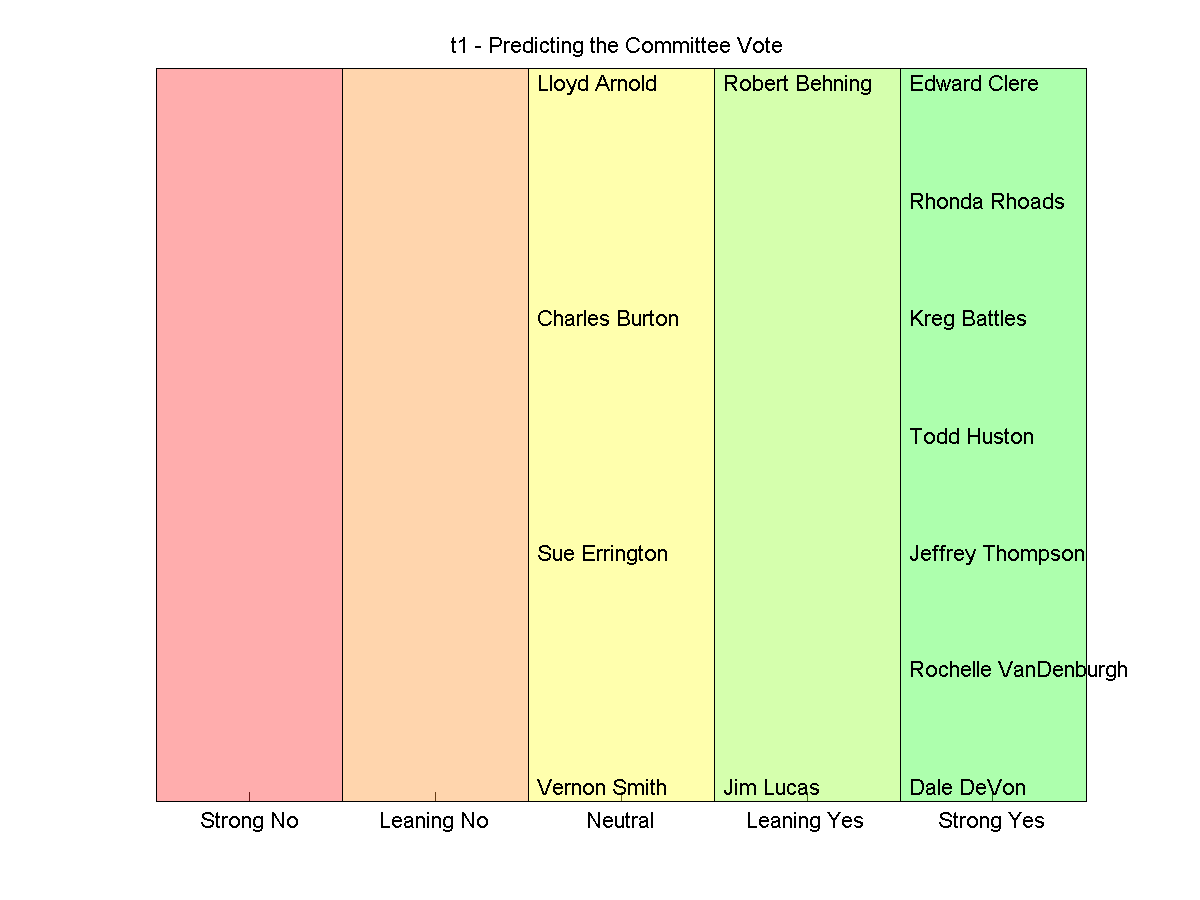 t1 - Predicting the Committee Vote
Lloyd Arnold
Robert Behning
Edward Clere
Rhonda Rhoads
Charles Burton
Kreg Battles
Todd Huston
Sue Errington
Jeffrey Thompson
Rochelle VanDenburgh
Vernon Smith
Jim Lucas
Dale DeVon
Strong No
Leaning No
Neutral
Leaning Yes
Strong Yes